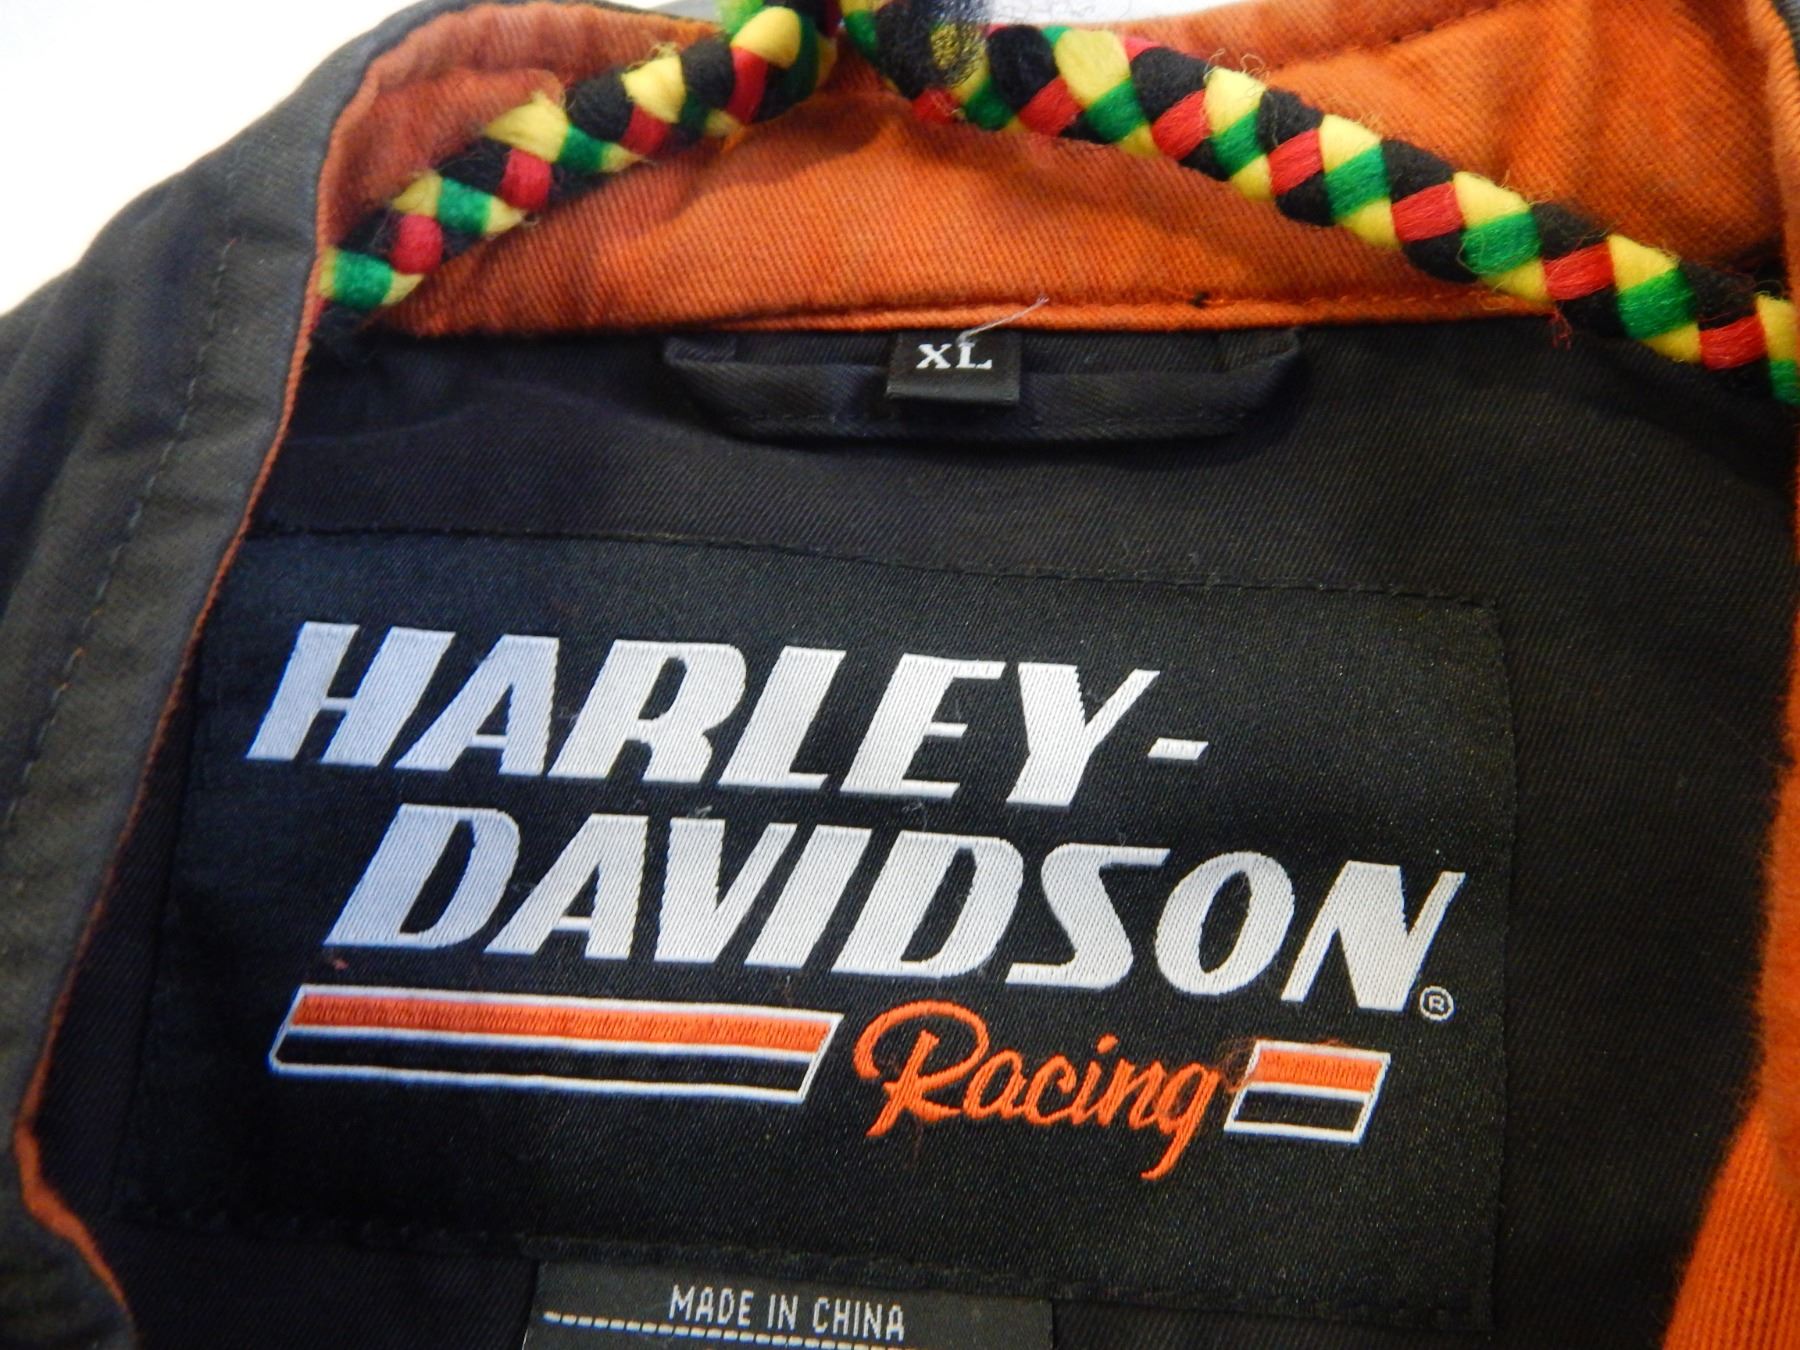 XL
HARLEY-
DAVIDSON®
Racing
MADE IN CHINA